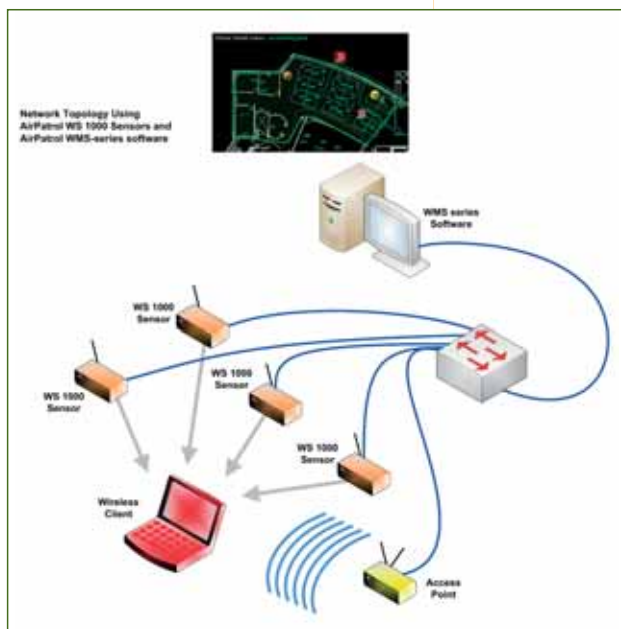 Network Topology Using
AirPatrol WS 1000 Sensors and
AirPatrol WMS-series software
WMS series
Software
WS 1000
Sensor
WS 1000
Sensor
WS 1000
Sensor
WS 1000
Sensor
Wireless
Client
Access
Point